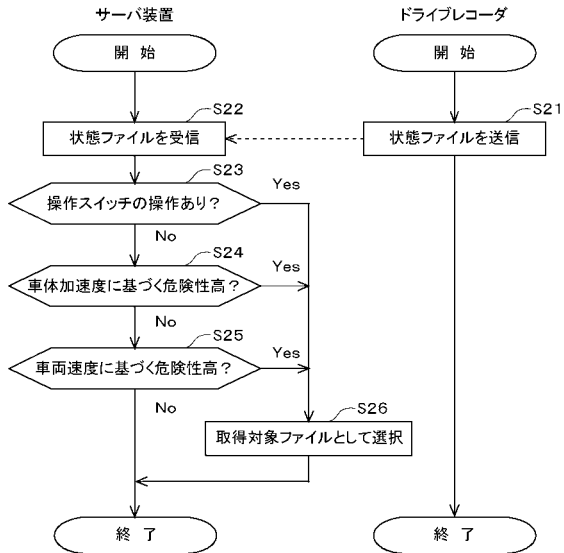 サーバ装置
ドライブレコーダ
開 始
開 始
S22
S21
状態ファイルを受信
状態ファイルを送信
S23
操作スイッチの操作あり？
Yes
No
S24
車体加速度に基づく危険性高？
Yes
No
S25
車両速度に基づく危険性高？
Yes
No
S26
取得対象ファイルとして選択
終 了
終 了